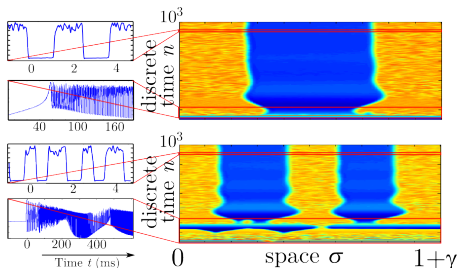 10³
0 2 4
discrete
time n
40 100 160
10³
0 2 4
discrete
time n
0 200 400
Time t (ms)
0 space σ 1+γ